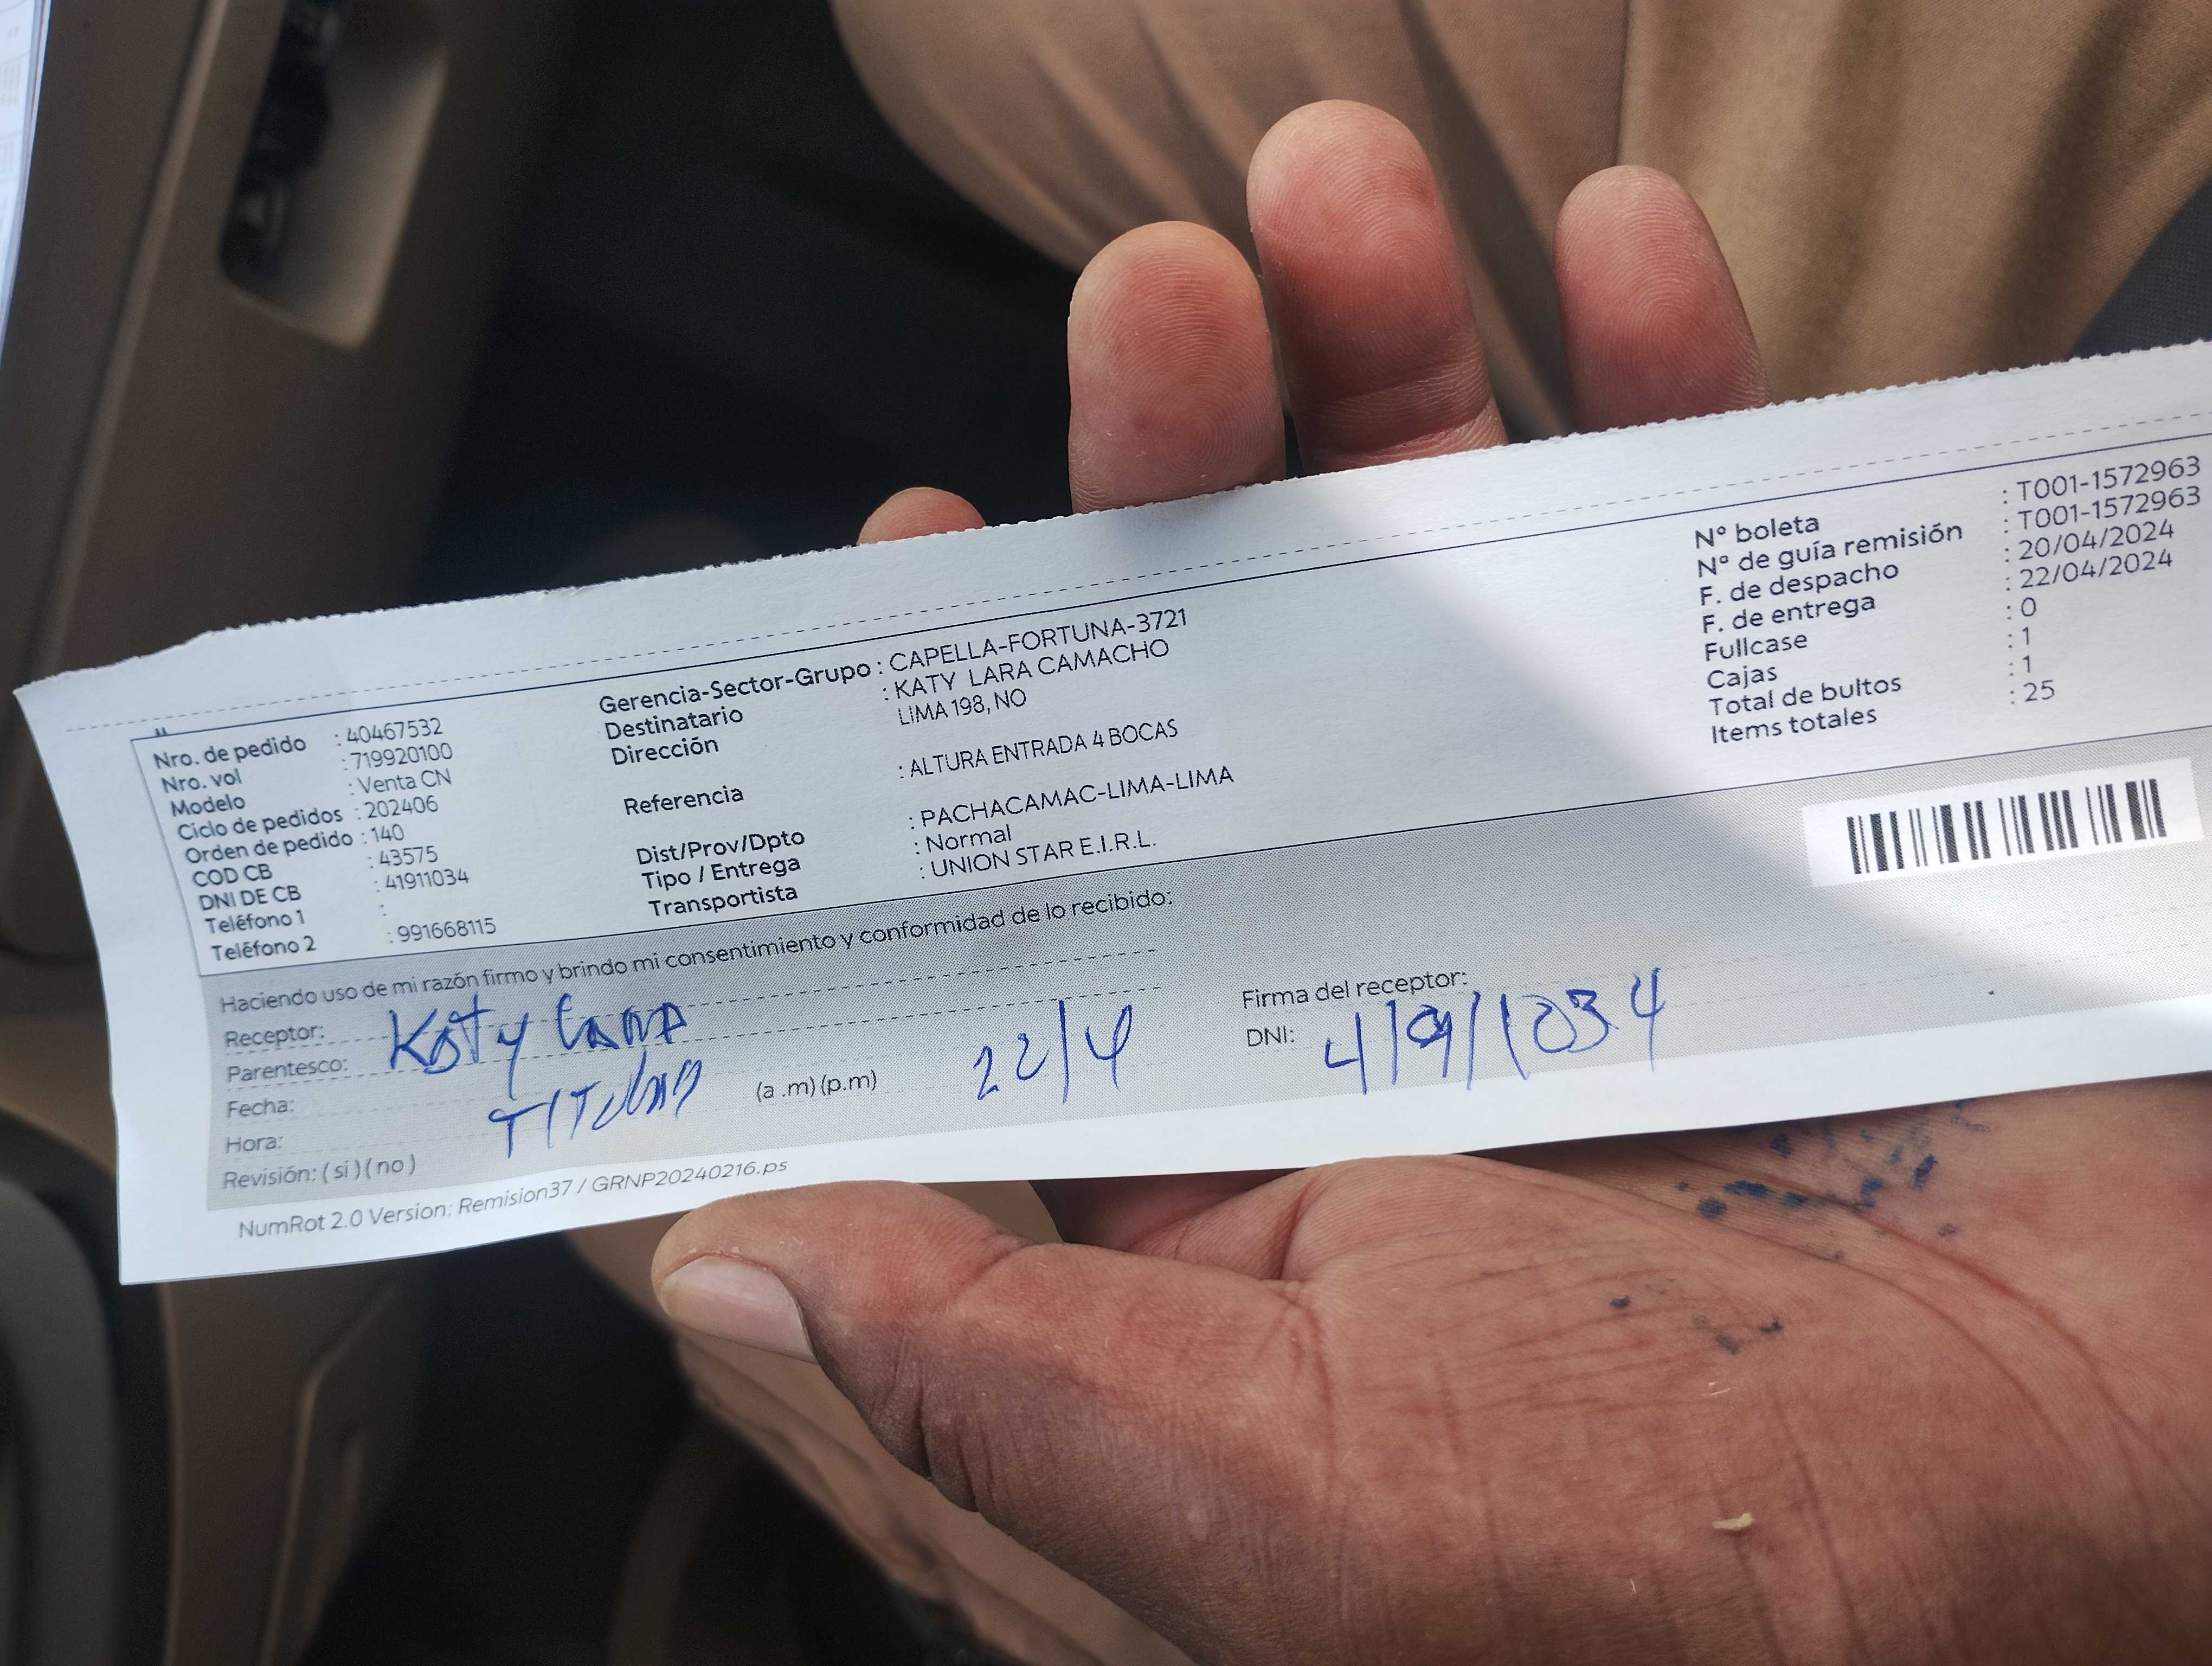 Nro. de pedido : 40467532
Nro. vol : 719920100
Modelo : Venta CN
Ciclo de pedidos : 202406
Orden de pedido : 140
COD CB : 43575
DNI DE CB : 41911034
Teléfono 1 :
Teléfono 2 : 991668115
Gerencia-Sector-Grupo : CAPELLA-FORTUNA-3721
Destinatario : KATY LARA CAMACHO
Dirección LIMA 198, NO
Referencia : ALTURA ENTRADA 4 BOCAS
Dist/Prov/Dpto : PACHACAMAC-LIMA-LIMA
Tipo / Entrega : Normal
Transportista : UNION STAR E.I.R.L.
N° boleta : T001-1572963
N° de guía remisión : T001-1572963
F. de despacho : 20/04/2024
F. de entrega : 22/04/2024
Fullcase : 0
Cajas : 1
Total de bultos : 1
Items totales : 25
Haciendo uso de mi razón firmo y brindo mi consentimiento y conformidad de lo recibido:
Receptor: Katy Lara
Parentesco: TITULAR
Fecha: 22/4
Hora: (a .m) (p.m)
Revisión: ( si ) ( no )
Firma del receptor:
DNI: 41911034
NumRot 2.0 Version: Remision37 / GRNP20240216.ps